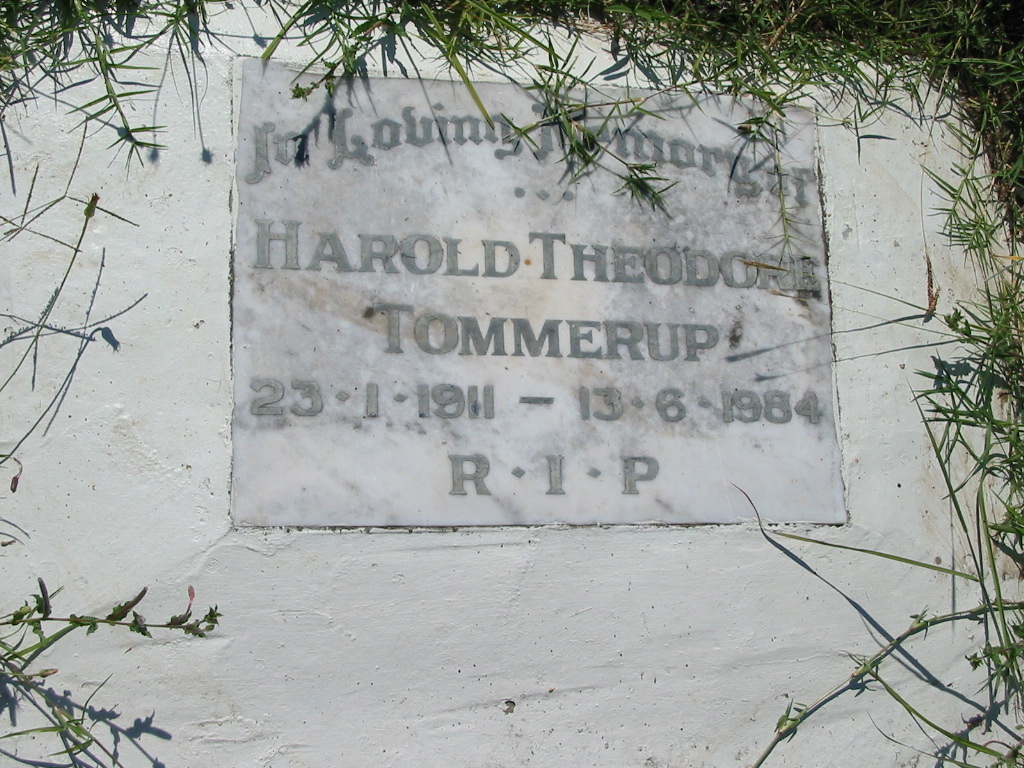 In Loving Memory of
...
HAROLD THEODORE
TOMMERUP
23·1·1911 – 13·6·1984
R·I·P